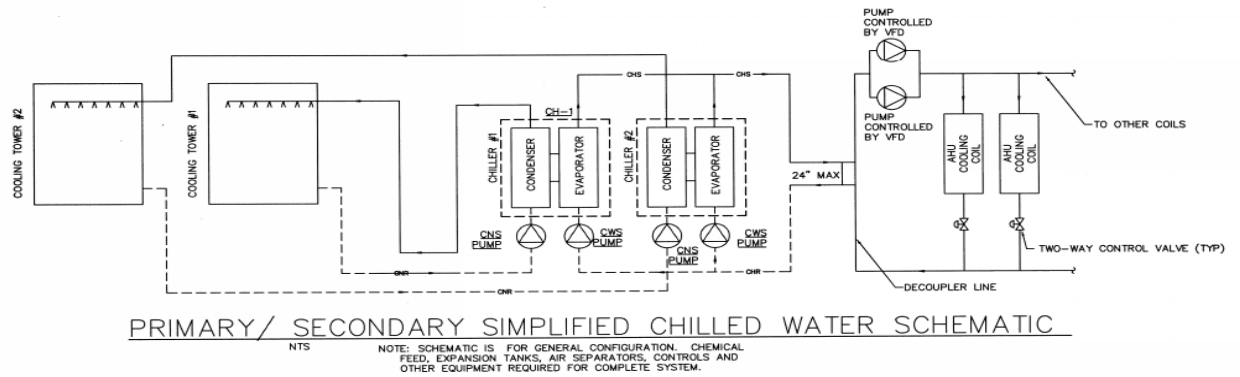 PUMP
CONTROLLED
BY VFD
COOLING TOWER #2
COOLING TOWER #1
CHS
CHS
CH-1
CHILLER #1
CONDENSER
EVAPORATOR
CHILLER #2
CONDENSER
EVAPORATOR
PUMP
CONTROLLED
BY VFD
TO OTHER COILS
AHU
COOLING
COIL
AHU
COOLING
COIL
24" MAX
CNS
PUMP
CWS
PUMP
CNS
PUMP
CWS
PUMP
TWO-WAY CONTROL VALVE (TYP)
CNR
CHR
CNR
DECOUPLER LINE
PRIMARY/ SECONDARY SIMPLIFIED CHILLED WATER SCHEMATIC
NTS
NOTE: SCHEMATIC IS FOR GENERAL CONFIGURATION. CHEMICAL
FEED, EXPANSION TANKS, AIR SEPARATORS, CONTROLS AND
OTHER EQUIPMENT REQUIRED FOR COMPLETE SYSTEM.